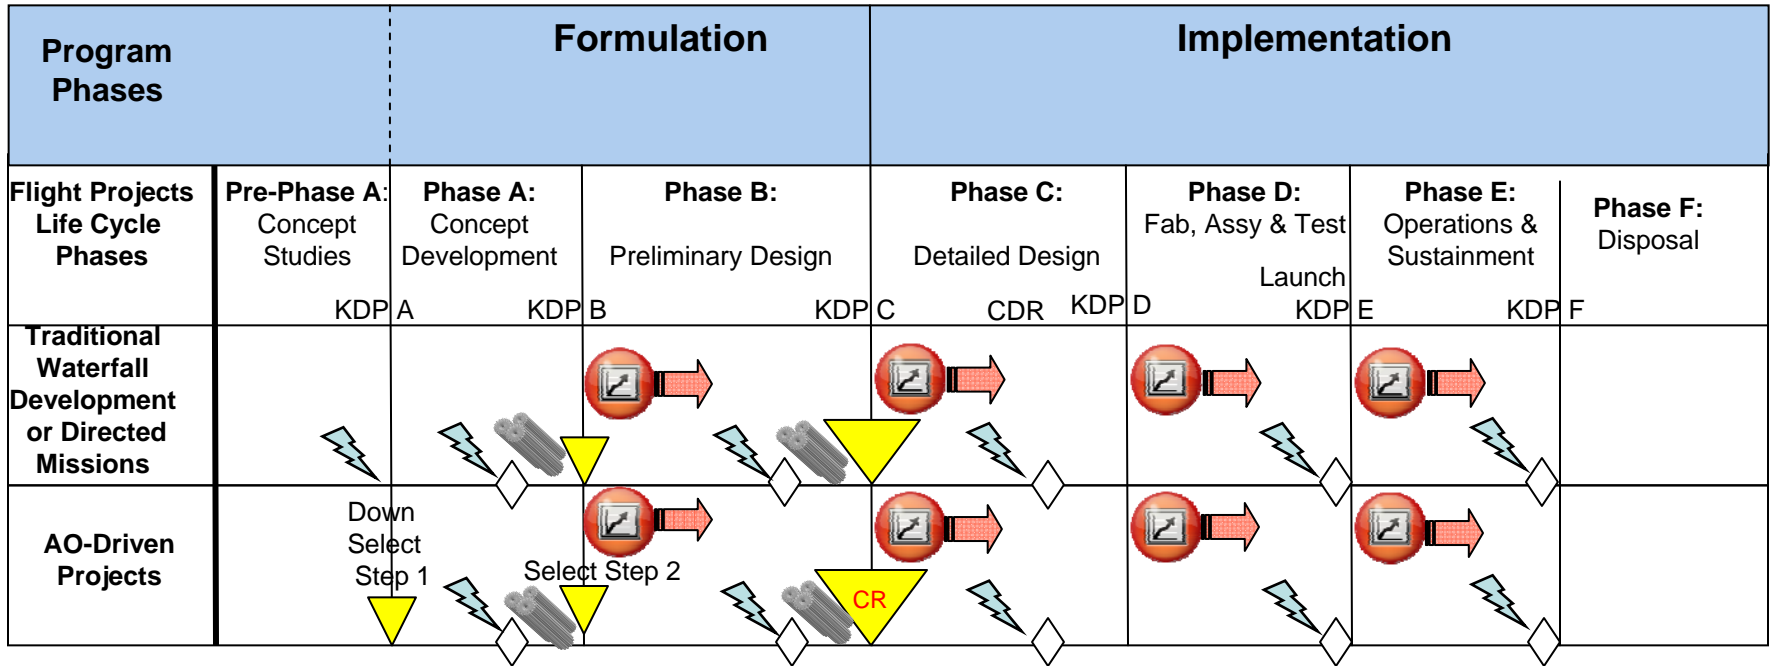 Program
Phases
Formulation
Implementation
Flight Projects
Life Cycle
Phases
Pre-Phase A:
Concept
Studies
KDP A
Phase A:
Concept
Development
KDP B
Phase B:
Preliminary Design
KDP C
Phase C:
Detailed Design
CDR
KDP D
Phase D:
Fab, Assy & Test
Launch
KDP E
Phase E:
Operations &
Sustainment
KDP F
Phase F:
Disposal
Traditional
Waterfall
Development
or Directed
Missions
AO-Driven
Projects
Down
Select
Step 1
Select Step 2
CR